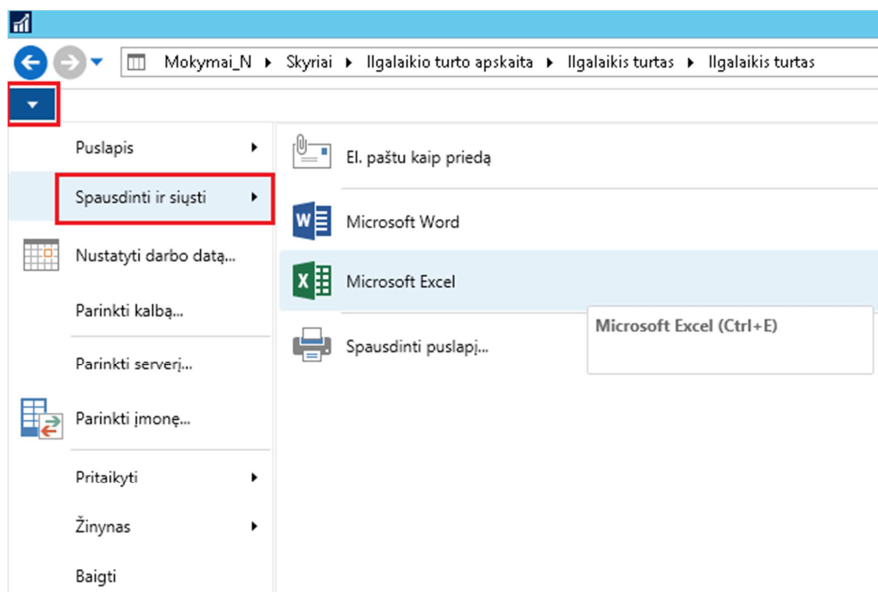 Mokymai_N ▸ Skyriai ▸ Ilgalaikio turto apskaita ▸ Ilgalaikis turtas ▸ Ilgalaikis turtas
Puslapis
Spausdinti ir siųsti
Nustatyti darbo datą...
Parinkti kalbą...
Parinkti serverį...
Parinkti įmonę...
Pritaikyti
Žinynas
Baigti
El. paštu kaip priedą
Microsoft Word
Microsoft Excel
Microsoft Excel (Ctrl+E)
Spausdinti puslapį...